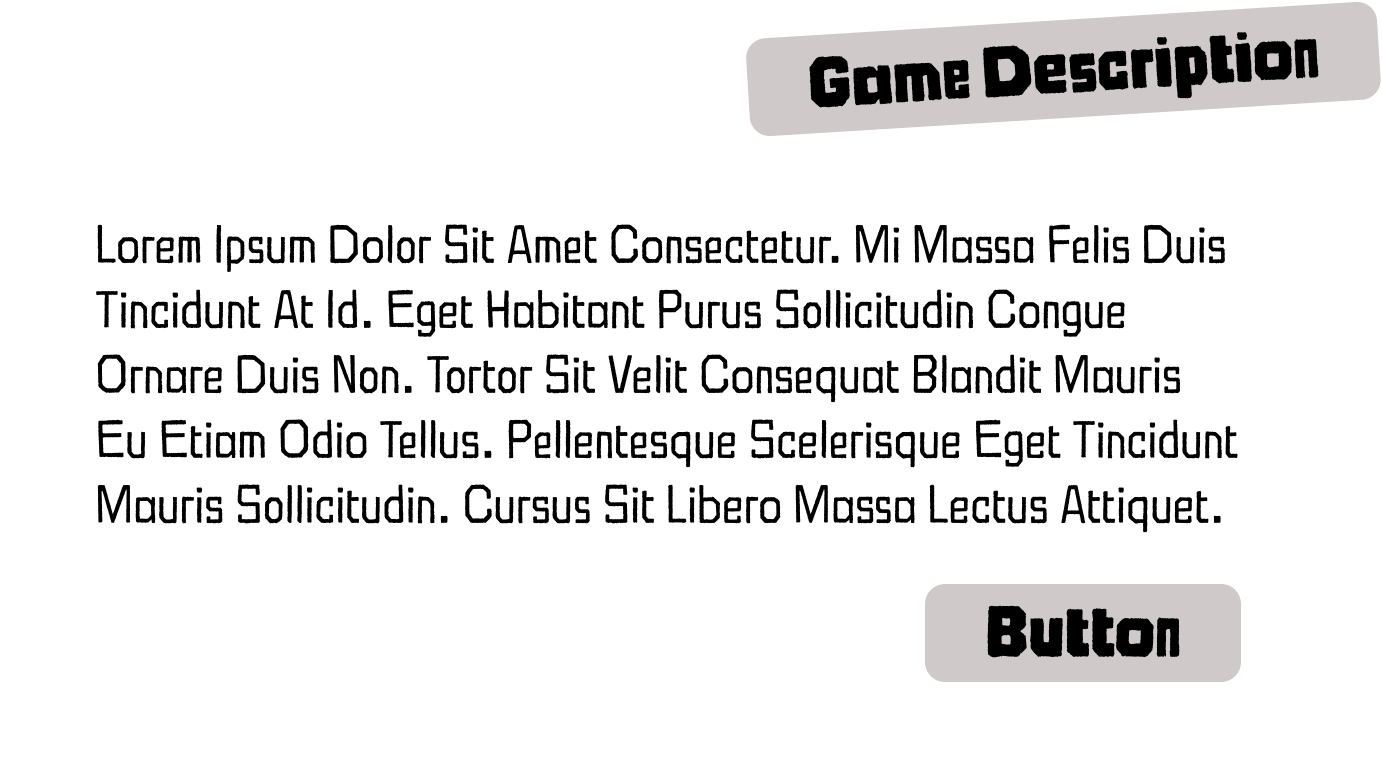 Game Description
Lorem Ipsum Dolor Sit Amet Consectetur. Mi Massa Felis Duis
Tincidunt At Id. Eget Habitant Purus Sollicitudin Congue
Ornare Duis Non. Tortor Sit Velit Consequat Blandit Mauris
Eu Etiam Odio Tellus. Pellentesque Scelerisque Eget Tincidunt
Mauris Sollicitudin. Cursus Sit Libero Massa Lectus Attiquet.
Button